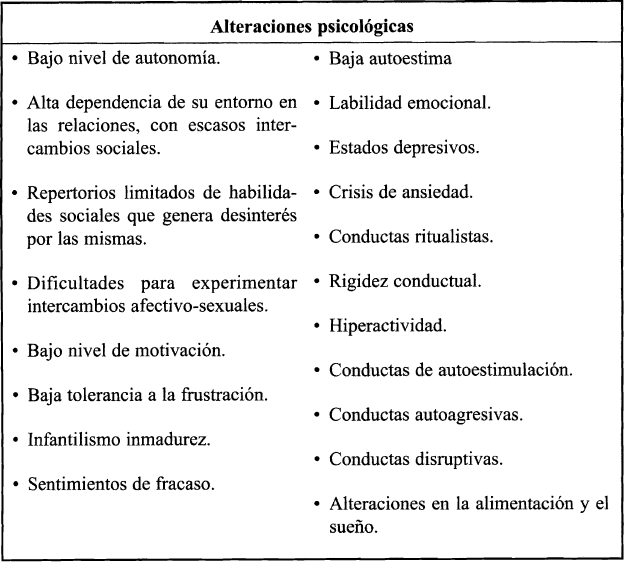 Alteraciones psicológicas
• Bajo nivel de autonomía.
• Alta dependencia de su entorno en
las relaciones, con escasos inter-
cambios sociales.
• Repertorios limitados de habilida-
des sociales que genera desinterés
por las mismas.
• Dificultades para experimentar
intercambios afectivo-sexuales.
• Bajo nivel de motivación.
• Baja tolerancia a la frustración.
• Infantilismo inmadurez.
• Sentimientos de fracaso.
• Baja autoestima
• Labilidad emocional.
• Estados depresivos.
• Crisis de ansiedad.
• Conductas ritualistas.
• Rigidez conductual.
• Hiperactividad.
• Conductas de autoestimulación.
• Conductas autoagresivas.
• Conductas disruptivas.
• Alteraciones en la alimentación y el
sueño.